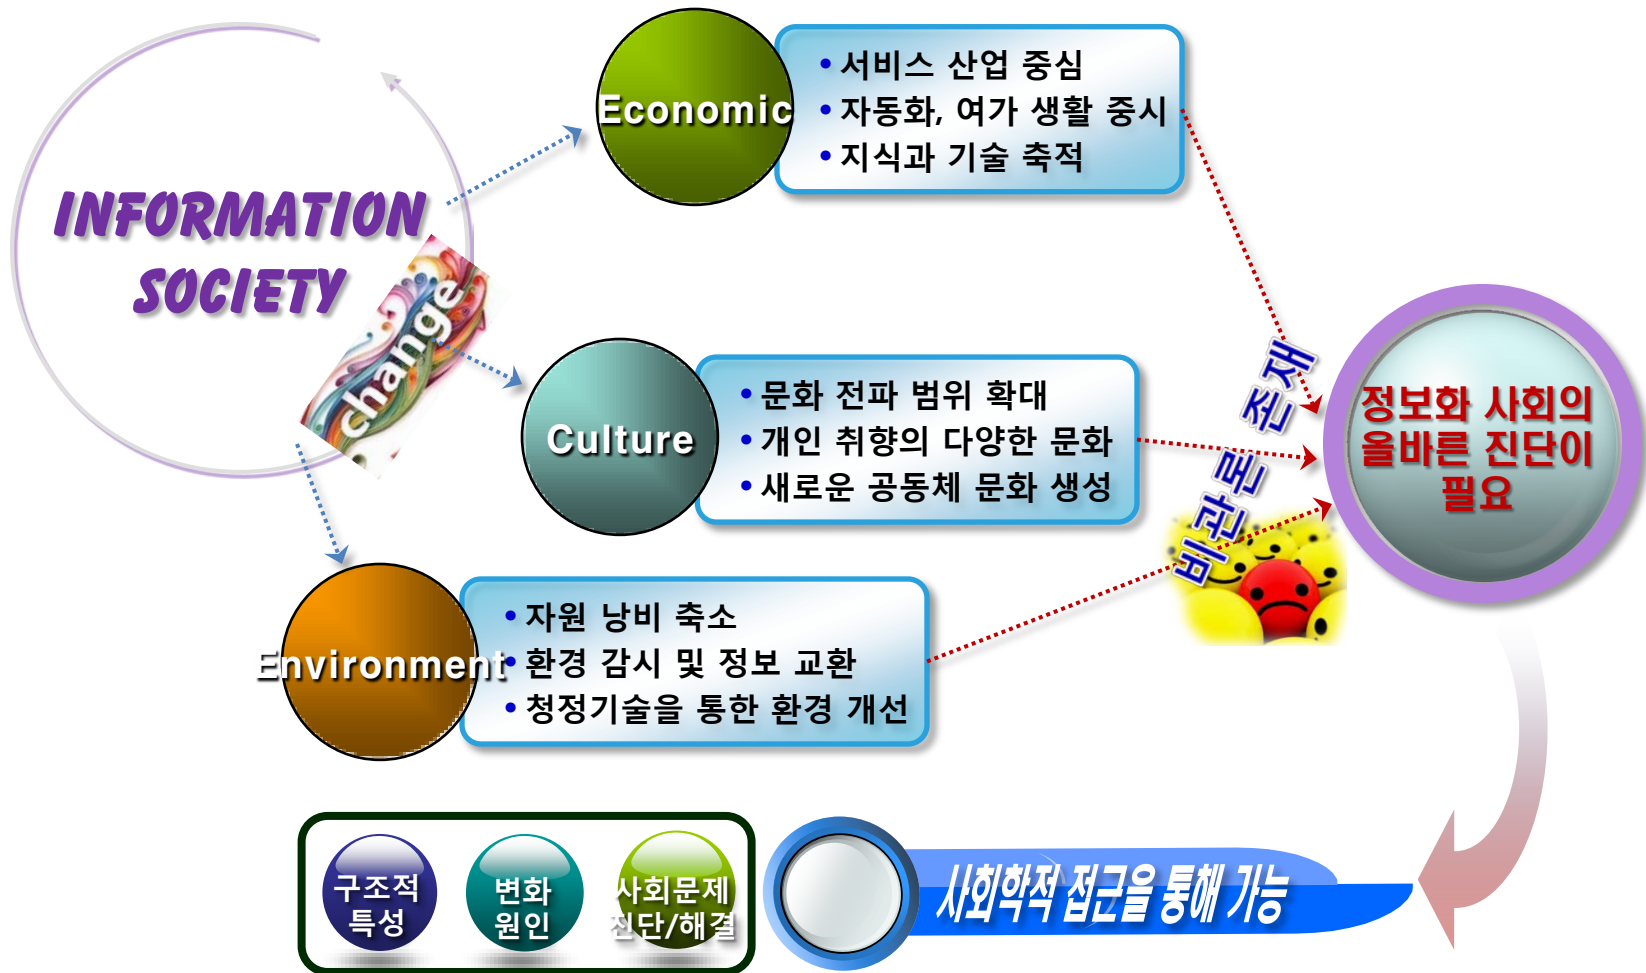 INFORMATION
SOCIETY
change
Economic
• 서비스 산업 중심
• 자동화, 여가 생활 중시
• 지식과 기술 축적
Culture
• 문화 전파 범위 확대
• 개인 취향의 다양한 문화
• 새로운 공동체 문화 생성
Environment
• 자원 낭비 축소
• 환경 감시 및 정보 교환
• 청정기술을 통한 환경 개선
비관론 존재
정보화 사회의
올바른 진단이
필요
구조적
특성
변화
원인
사회문제
진단/해결
사회학적 접근을 통해 가능